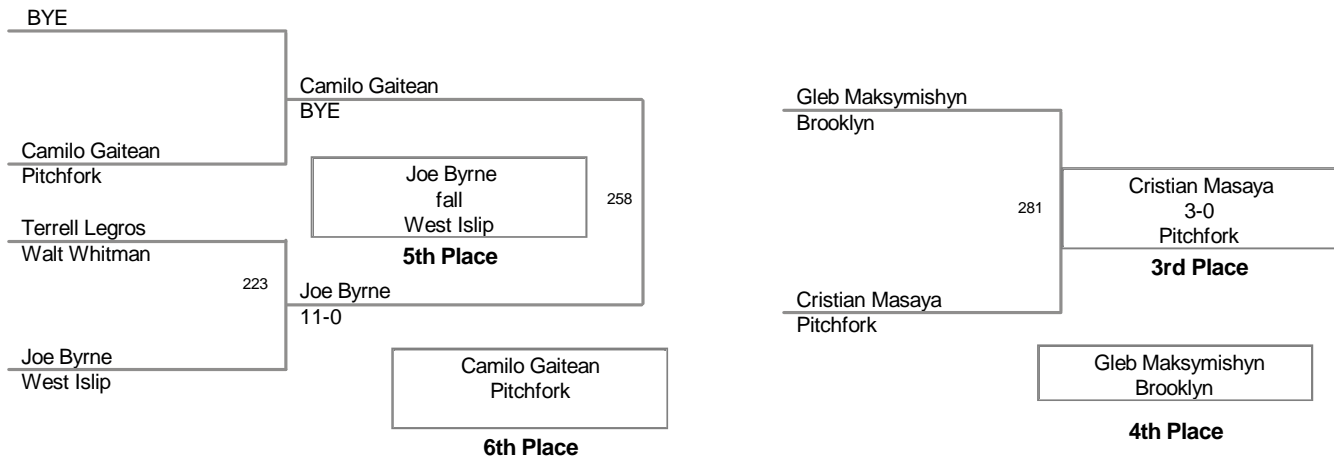 BYE
Camilo Gaitean
BYE
Camilo Gaitean
Pitchfork
Joe Byrne
fall
West Islip
258
5th Place
Terrell Legros
Walt Whitman
223
Joe Byrne
11-0
Joe Byrne
West Islip
Camilo Gaitean
Pitchfork
6th Place
Gleb Maksymishyn
Brooklyn
281
Cristian Masaya
3-0
Pitchfork
3rd Place
Cristian Masaya
Pitchfork
Gleb Maksymishyn
Brooklyn
4th Place